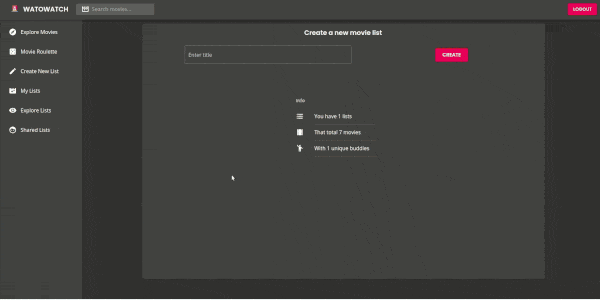 WATOWATCH
Search movies...
LOGOUT
Explore Movies
Movie Roulette
Create New List
My Lists
Explore Lists
Shared Lists
Create a new movie list
Enter title
CREATE
Info
You have 1 lists
That total 7 movies
With 1 unique buddies